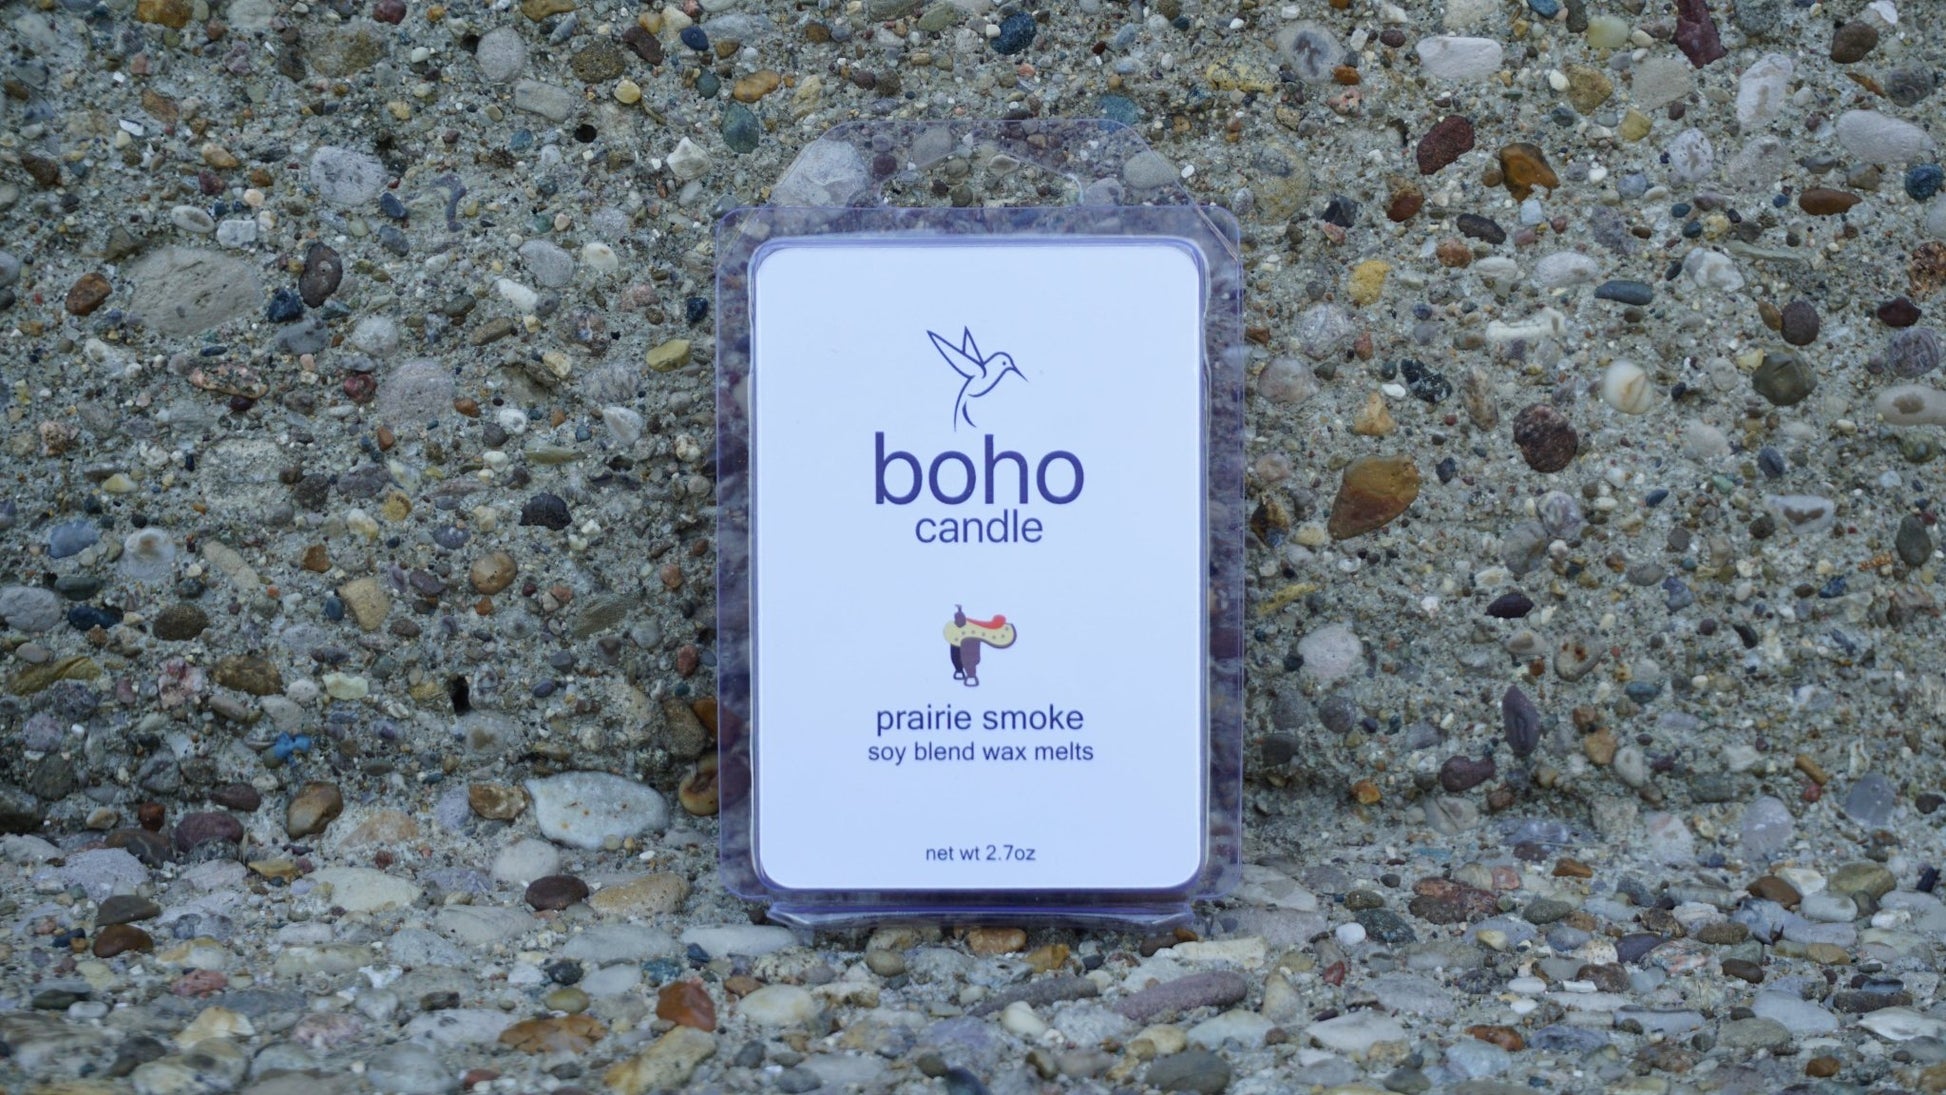 boho
candle
prairie smoke
soy blend wax melts
net wt 2.7oz